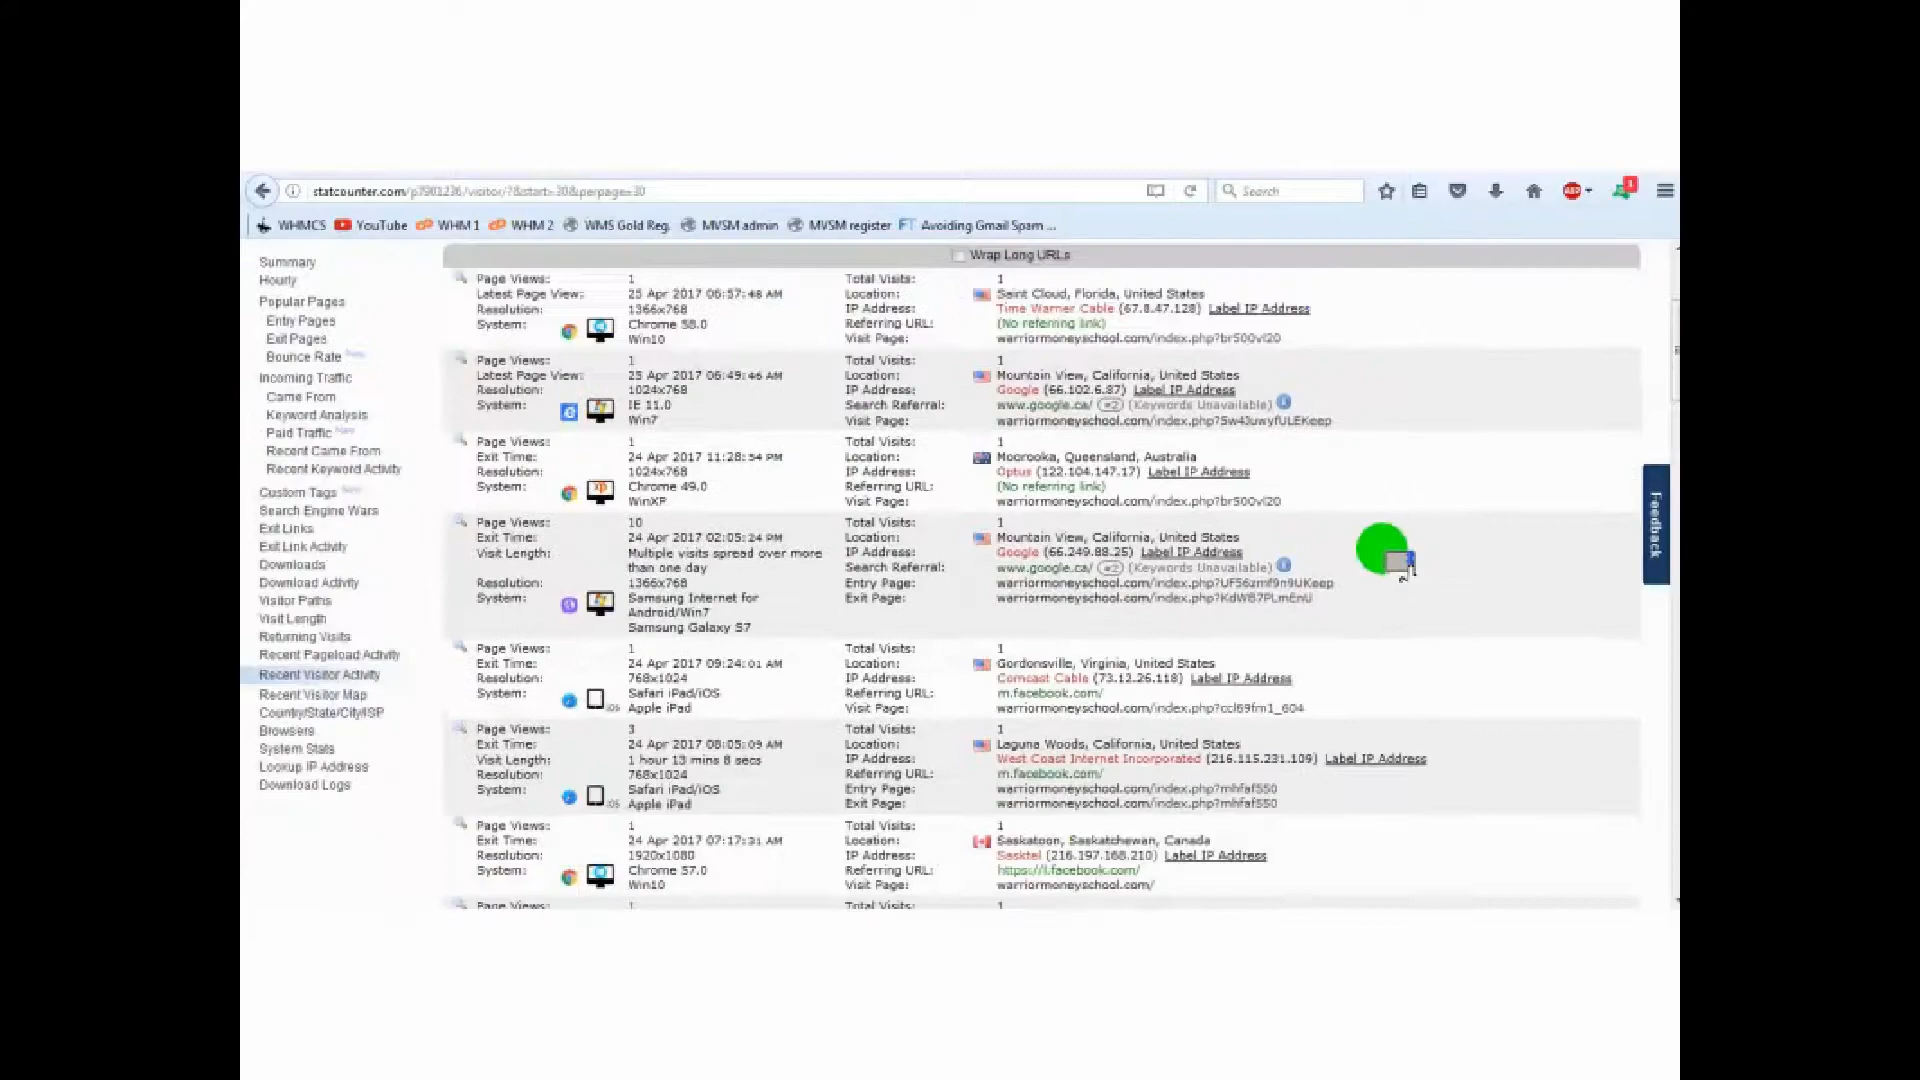 statcounter.com/p7901236/visitor/?&start=30&perpage=30
Search
WHMCS YouTube WHM 1 WHM 2 WMS Gold Reg. MVSM admin MVSM register FT Avoiding Gmail Spam ...
Wrap Long URLs
Summary
Hourly
Popular Pages
Entry Pages
Exit Pages
Bounce Rate New
Incoming Traffic
Came From
Keyword Analysis
Paid Traffic New
Recent Came From
Recent Keyword Activity
Custom Tags New
Search Engine Wars
Exit Links
Exit Link Activity
Downloads
Download Activity
Visitor Paths
Visit Length
Returning Visits
Recent Pageload Activity
Recent Visitor Activity
Recent Visitor Map
Country/State/City/ISP
Browsers
System Stats
Lookup IP Address
Download Logs
Page Views: 1 Total Visits: 1
Latest Page View: 25 Apr 2017 06:57:48 AM Location: Saint Cloud, Florida, United States
Resolution: 1366x768 IP Address: Time Warner Cable (67.8.47.128) Label IP Address
System: Chrome 58.0 Referring URL: (No referring link)
Win10 Visit Page: warriormoneyschool.com/index.php?br500vl20
Page Views: 1 Total Visits: 1
Latest Page View: 25 Apr 2017 06:49:46 AM Location: Mountain View, California, United States
Resolution: 1024x768 IP Address: Google (66.102.6.87) Label IP Address
System: IE 11.0 Search Referral: www.google.ca/ (Keywords Unavailable)
Win7 Visit Page:
Page Views: 1 Total Visits: 1
Exit Time: 24 Apr 2017 11:28:54 PM Location: Moorooka, Queensland, Australia
Resolution: 1024x768 IP Address: Optus (122.104.147.17) Label IP Address
System: XP Chrome 49.0 Referring URL: (No referring link)
WinXP Visit Page: warriormoneyschool.com/index.php?br500vl20
Page Views: 10 Total Visits: 1
Exit Time: 24 Apr 2017 02:05:24 PM Location: Mountain View, California, United States
Visit Length: Multiple visits spread over more IP Address: Google (66.249.88.25) Label IP Address
than one day Search Referral: www.google.ca/ (Keywords Unavailable)
Resolution: 1366x768 Entry Page:
System: Samsung Internet for Exit Page:
Android/Win7
Samsung Galaxy S7
Page Views: 1 Total Visits: 1
Exit Time: 24 Apr 2017 09:24:01 AM Location: Gordonsville, Virginia, United States
Resolution: 768x1024 IP Address: Comcast Cable (73.12.26.118) Label IP Address
System: iOS Safari iPad/iOS Referring URL: m.facebook.com/
Apple iPad Visit Page: warriormoneyschool.com/index.php?ccl69fm1_604
Page Views: 3 Total Visits: 1
Exit Time: 24 Apr 2017 08:05:09 AM Location: Laguna Woods, California, United States
Visit Length: 1 hour 13 mins 8 secs IP Address: West Coast Internet Incorporated (216.115.231.109) Label IP Address
Resolution: 768x1024 Referring URL: m.facebook.com/
System: iOS Safari iPad/iOS Entry Page: warriormoneyschool.com/index.php?mhfaf550
Apple iPad Exit Page: warriormoneyschool.com/index.php?mhfaf550
Page Views: 1 Total Visits: 1
Exit Time: 24 Apr 2017 07:17:31 AM Location: Saskatoon, Saskatchewan, Canada
Resolution: 1920x1080 IP Address: Sasktel (216.197.168.210) Label IP Address
System: Chrome 57.0 Referring URL: https://l.facebook.com/
Win10 Visit Page: warriormoneyschool.com/
Page Views: 1 Total Visits: 1
Feedback